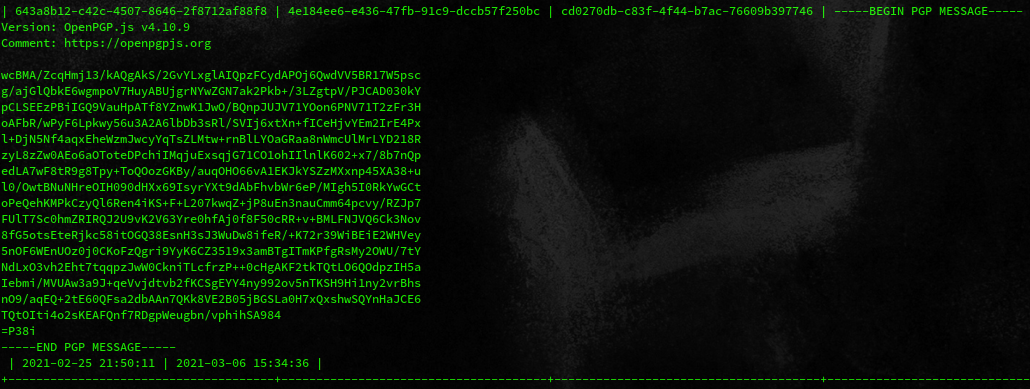 | 643a8b12-c42c-4507-8646-2f8712af88f8 | 4e184ee6-e436-47fb-91c9-dccb57f250bc | cd0270db-c83f-4f44-b7ac-76609b397746 | -----BEGIN PGP MESSAGE-----
Version: OpenPGP.js v4.10.9
Comment: https://openpgpjs.org

wcBMA/ZcqHmj13/kAQgAkS/2GvYLxglAIQpzFCydAPOj6QwdVV5BR17W5psc
g/ajGlQbkE6wgmpoV7HuyABUjgrNYwZGN7ak2Pkb+/3LZgtpV/PJCAD030kY
pCLSEEzPBiIGQ9VauHpATf8YZnwK1JwO/BQnpJUJV71YOon6PNV71T2zFr3H
oAFbR/wPyF6Lpkwy56u3A2A6lbDb3sRl/SVIj6xtXn+fICeHjvYEm2IrE4Px
l+DjN5Nf4aqxEheWzmJwcyYqTsZLMtw+rnBlLYOaGRaa8nWmcUlMrLYD218R
zyL8zZw0AEo6aOToteDPchiIMqjuExsqjG71CO1ohIIlnlK602+x7/8b7nQp
edLA7wF8tR9g8Tpy+ToQOozGKBy/auqOHO66vA1EKJkYSZzMXxnp45XA38+u
l0/OwtBNuNHreOIH090dHXx69IsyrYXt9dAbFhvbWr6eP/MIgh5I0RkYwGCt
oPeQehKMPkCzyQl6Ren4iKS+F+L207kwqZ+jP8uEn3nauCmm64pcvy/RZJp7
FUlT7Sc0hmZRIRQJ2U9vK2V63Yre0hfAj0f8F50cRR+v+BMLFNJVQ6Ck3Nov
8fG5otsEteRjkc58itOGQ38EsnH3sJ3WuDw8ifeR/+K72r39WiBEiE2WHVey
5nOF6WEnUOz0j0CKoFzQgri9YyK6CZ3519x3amBTgITmKPfgRsMy2OWU/7tY
NdLxO3vh2Eht7tqqpzJwW0CkniTLcfrzP++0cHgAKF2tkTQtLO6QOdpzIH5a
Iebmi/MVUAw3a9J+qeVvjdtvb2fKCSgEYY4ny992ov5nTKSH9Hi1ny2vrBhs
nO9/aqEQ+2tE60QFsa2dbAAn7QKk8VE2B05jBGSLa0H7xQxshwSQYnHaJCE6
TQtOIti4o2sKEAFQnf7RDgpWeugbn/vphihSA984
=P38i
-----END PGP MESSAGE-----
| 2021-02-25 21:50:11 | 2021-03-06 15:34:36 |